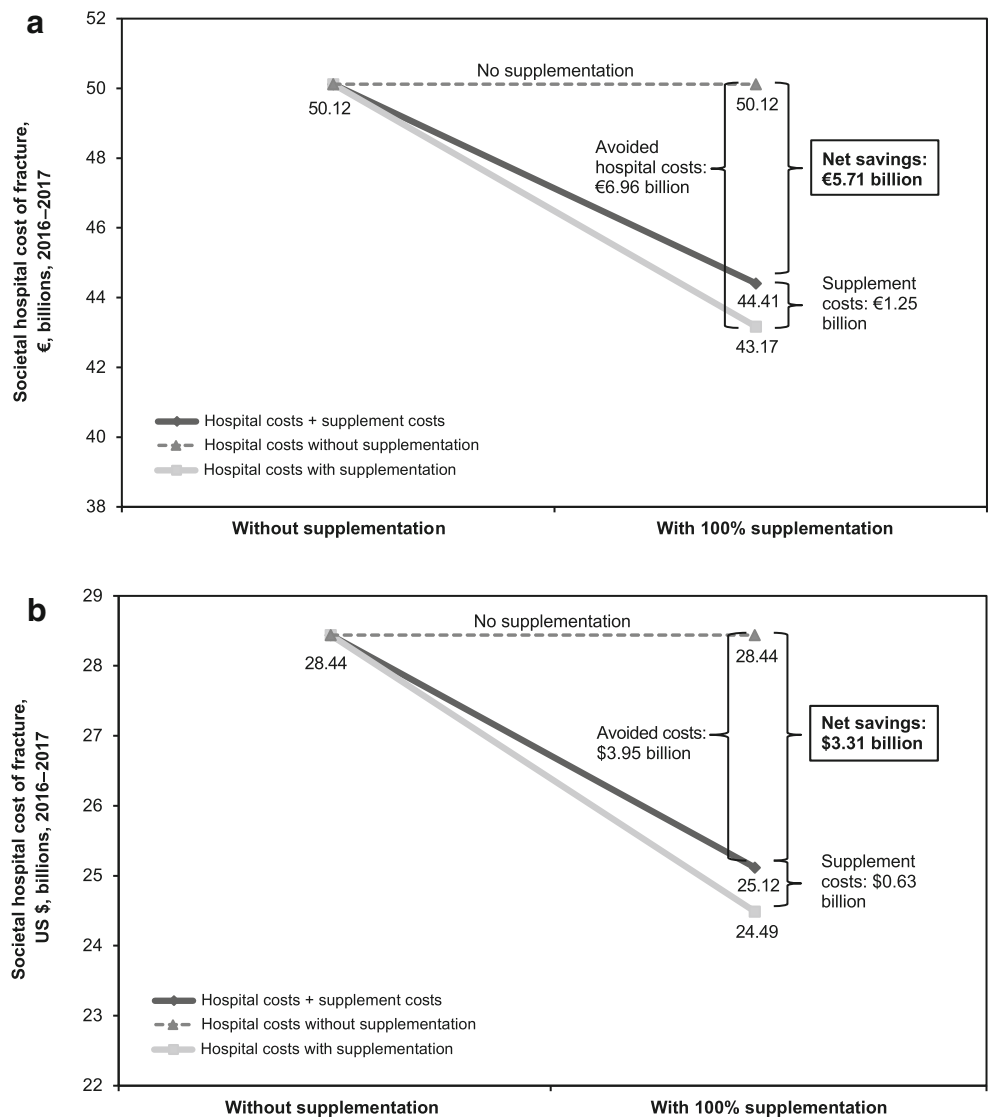 a
Societal hospital cost of fracture,
€, billions, 2016–2017
52
50
48
46
44
42
40
38
No supplementation
50.12
50.12
Avoided
hospital costs:
€6.96 billion
Net savings:
€5.71 billion
44.41
43.17
Supplement
costs: €1.25
billion
Hospital costs + supplement costs
Hospital costs without supplementation
Hospital costs with supplementation
Without supplementation
With 100% supplementation
b
Societal hospital cost of fracture,
US $, billions, 2016–2017
29
28
27
26
25
24
23
22
No supplementation
28.44
28.44
Avoided costs:
$3.95 billion
Net savings:
$3.31 billion
25.12
24.49
Supplement
costs: $0.63
billion
Hospital costs + supplement costs
Hospital costs without supplementation
Hospital costs with supplementation
Without supplementation
With 100% supplementation